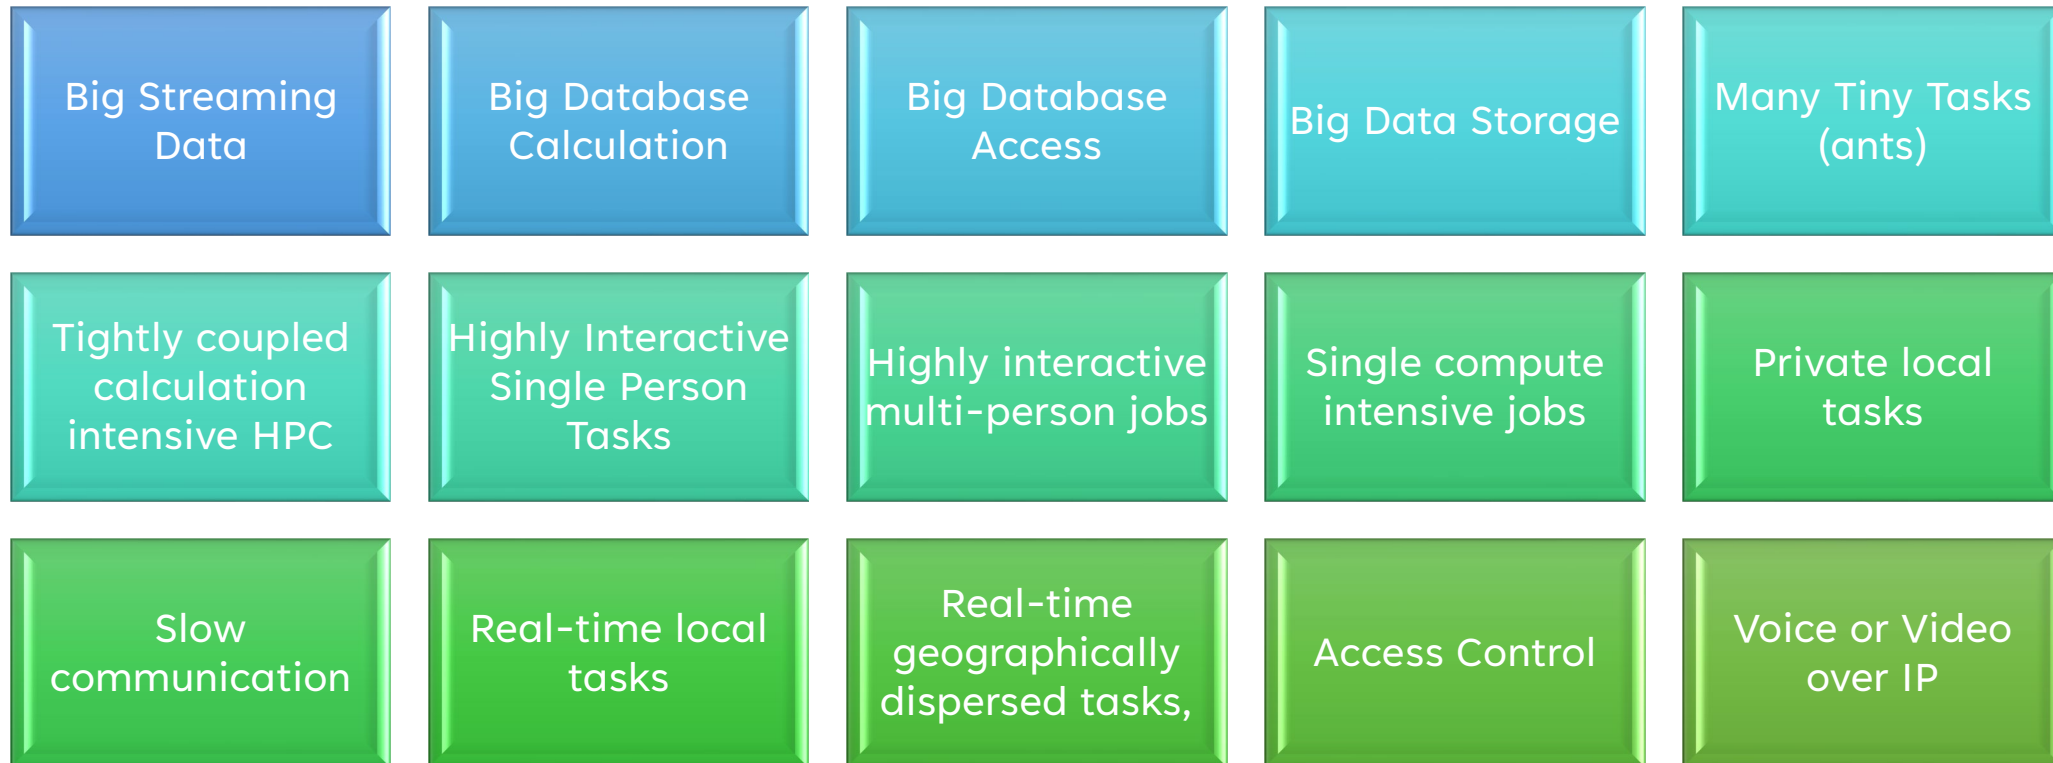 Big Streaming
Data
Big Database
Calculation
Big Database
Access
Big Data Storage
Many Tiny Tasks
(ants)
Tightly coupled
calculation
intensive HPC
Highly Interactive
Single Person
Tasks
Highly interactive
multi-person jobs
Single compute
intensive jobs
Private local
tasks
Slow
communication
Real-time local
tasks
Real-time
geographically
dispersed tasks,
Access Control
Voice or Video
over IP